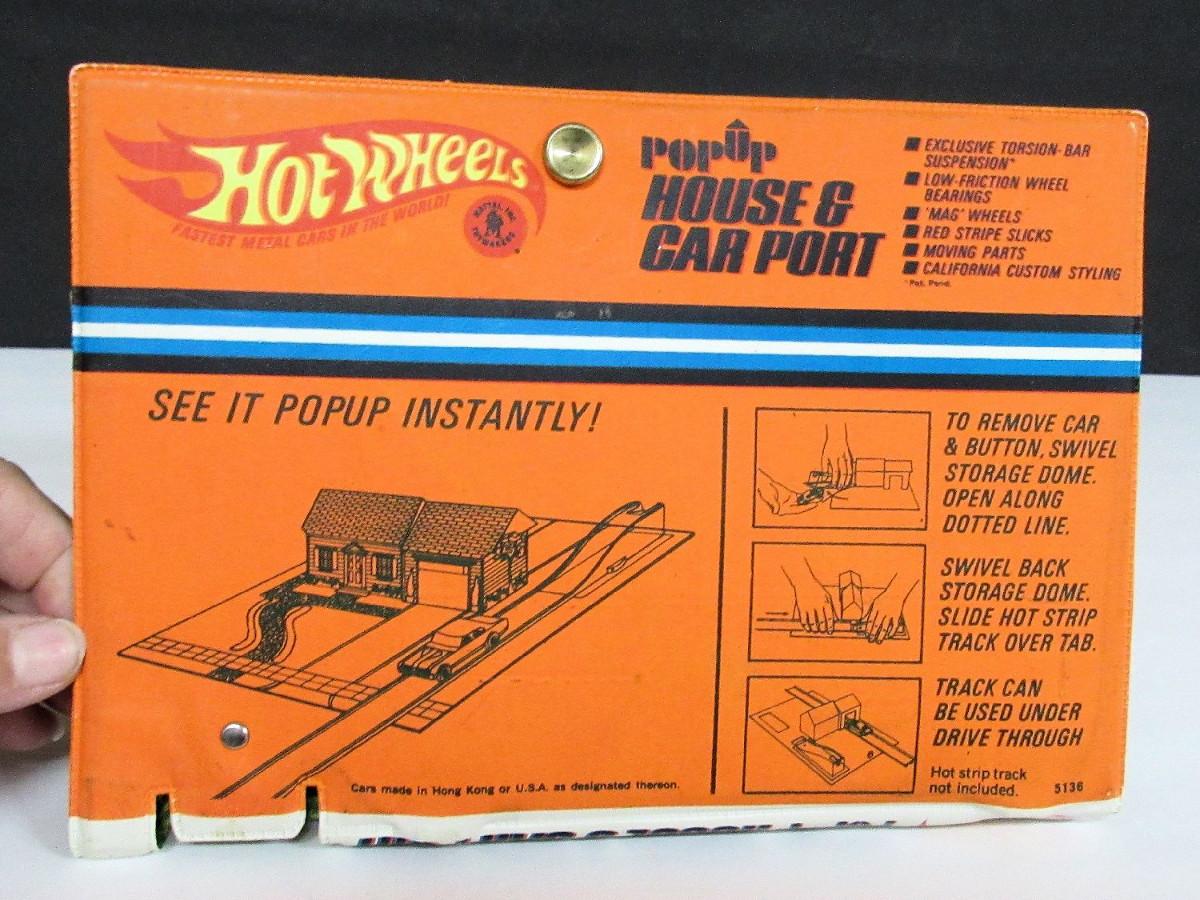 HOT WHEELS
FASTEST METAL CARS IN THE WORLD!
MATTEL, INC.
TOYMAKERS
POPUP
HOUSE &
CAR PORT
EXCLUSIVE TORSION-BAR
SUSPENSION*
LOW-FRICTION WHEEL
BEARINGS
'MAG' WHEELS
RED STRIPE SLICKS
MOVING PARTS
CALIFORNIA CUSTOM STYLING
*Pat. Pend.
SEE IT POPUP INSTANTLY!
TO REMOVE CAR
& BUTTON, SWIVEL
STORAGE DOME.
OPEN ALONG
DOTTED LINE.
SWIVEL BACK
STORAGE DOME.
SLIDE HOT STRIP
TRACK OVER TAB.
TRACK CAN
BE USED UNDER
DRIVE THROUGH
Hot strip track
not included.
5136
Cars made in Hong Kong or U.S.A. as designated thereon.